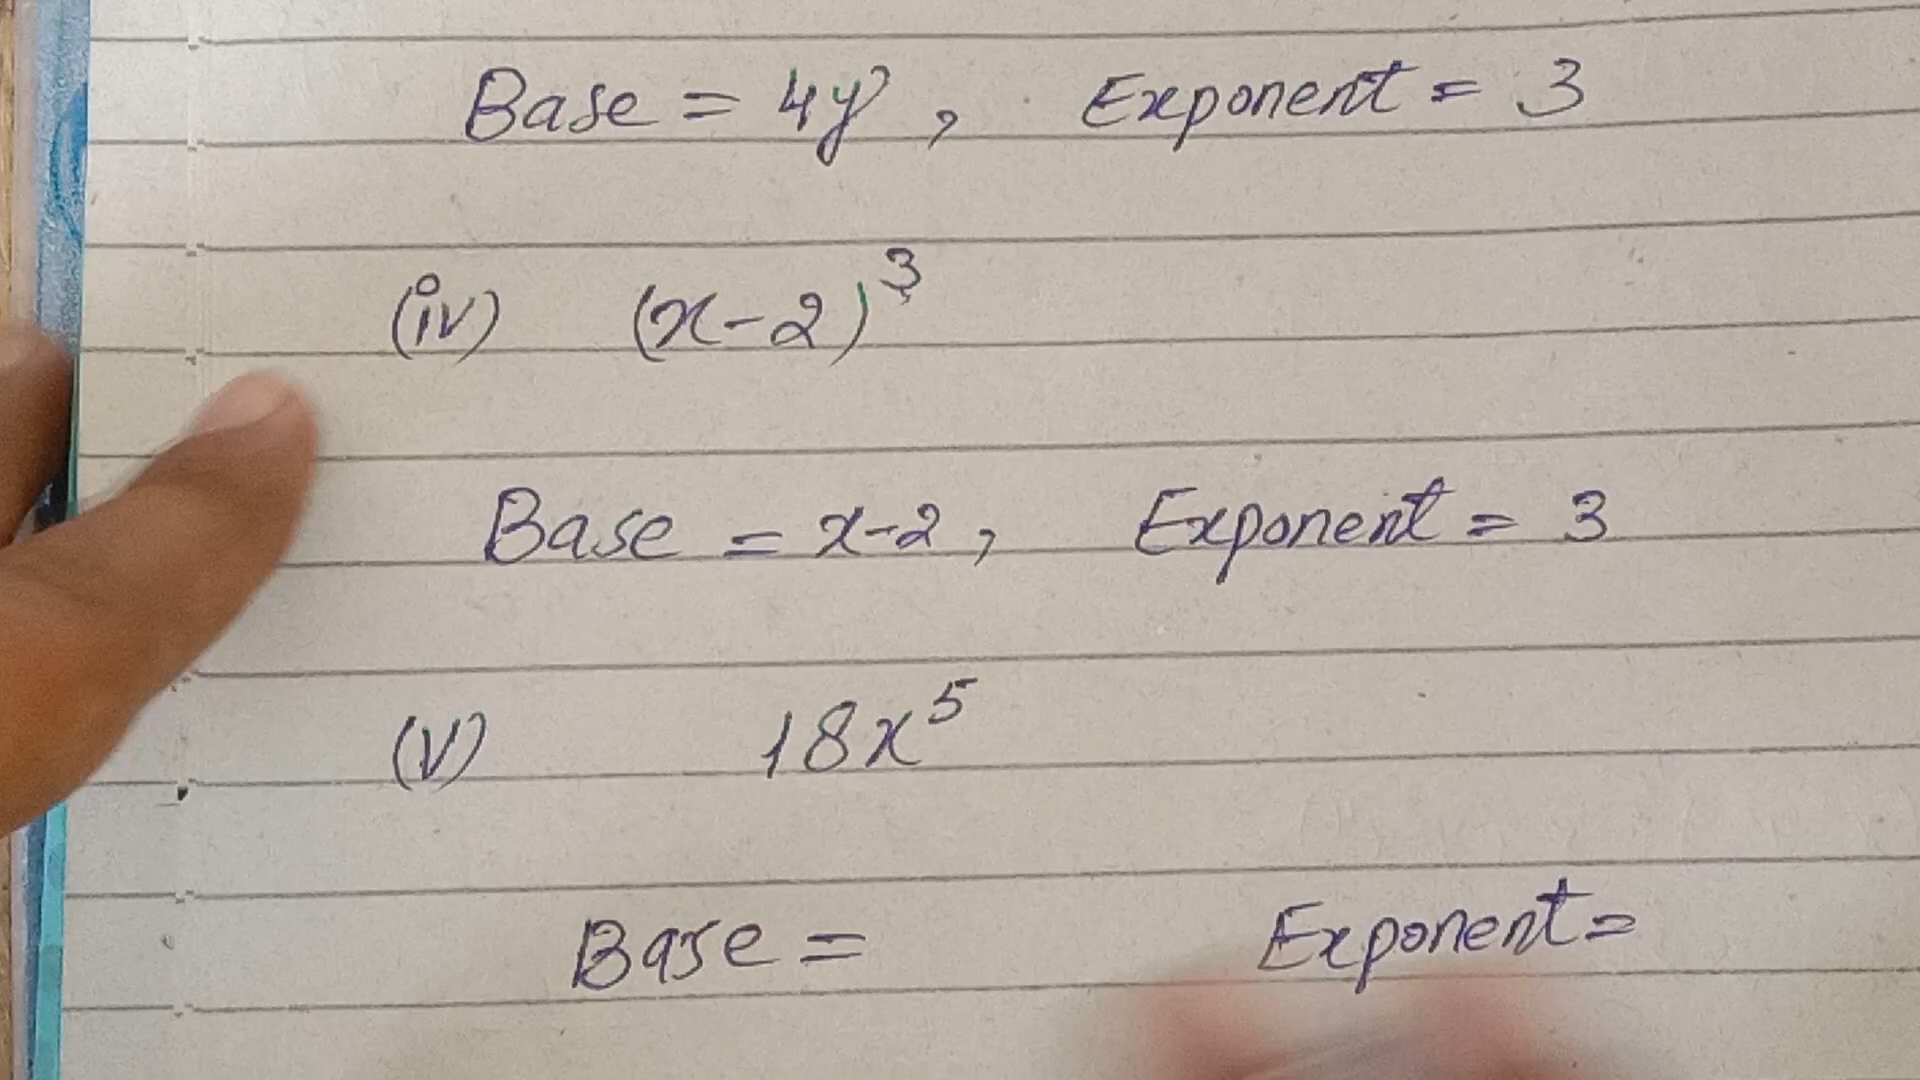 Base = 4y , Exponent = 3
(iv) (x-2)³
Base = x-2, Exponent = 3
(v) 18x⁵
Base = Exponent =